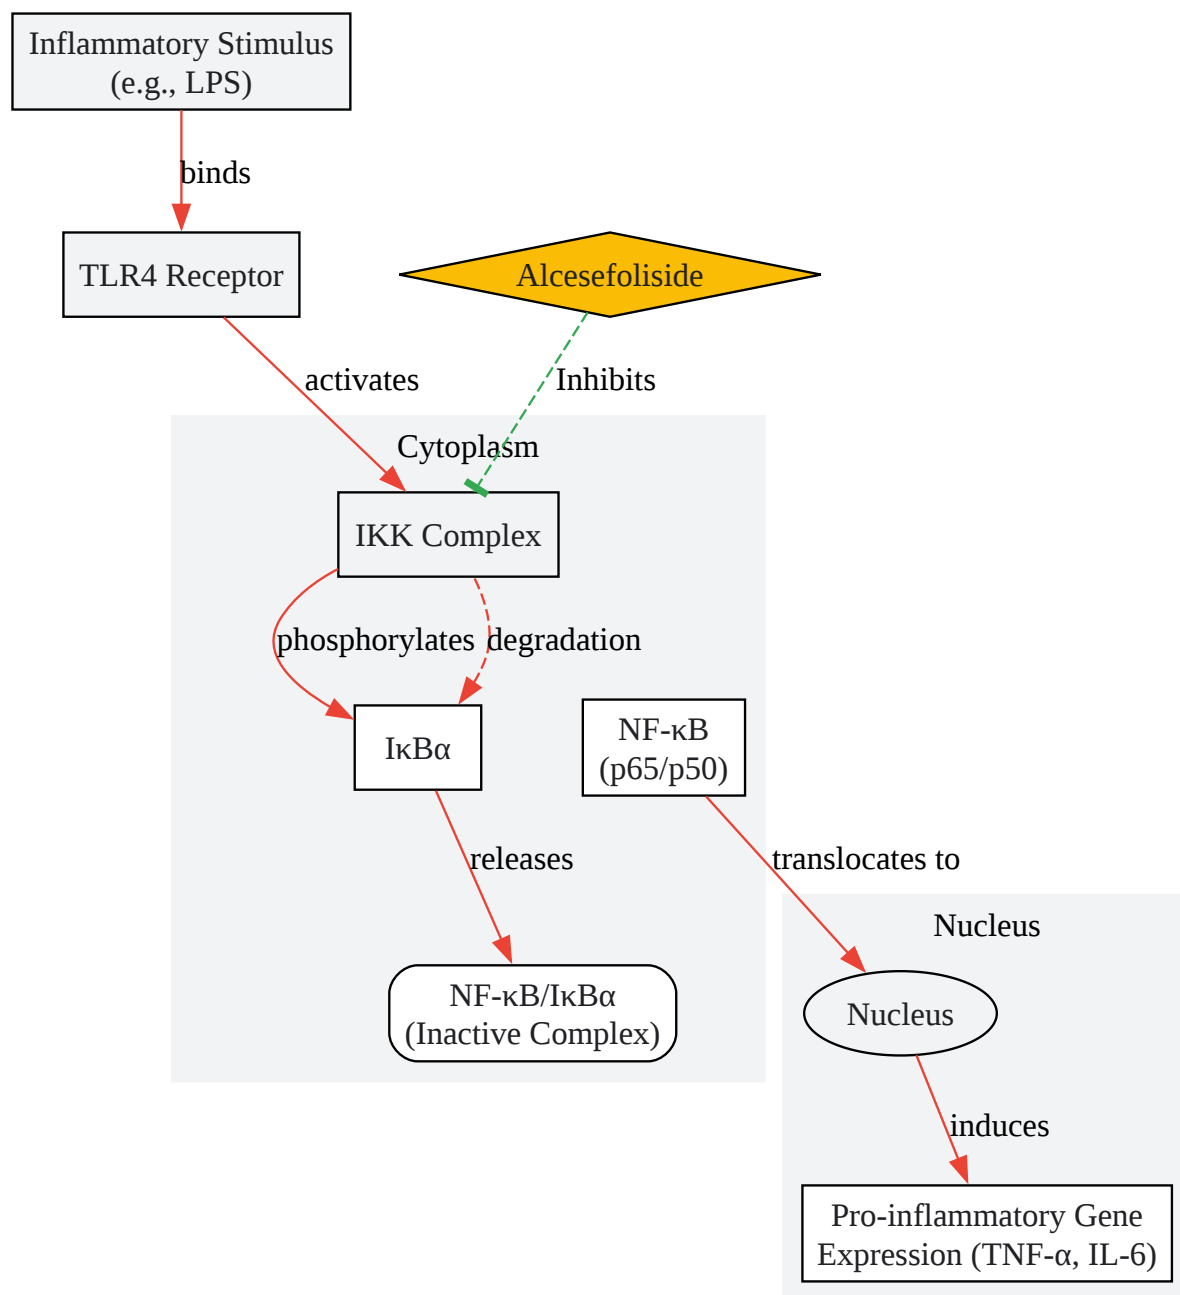 Inflammatory Stimulus
(e.g., LPS)
binds
TLR4 Receptor
Alcesefoliside
activates
Inhibits
Cytoplasm
IKK Complex
phosphorylates
degradation
IκBα
NF-κB
(p65/p50)
releases
translocates to
Nucleus
NF-κB/IκBα
(Inactive Complex)
Nucleus
induces
Pro-inflammatory Gene
Expression (TNF-α, IL-6)